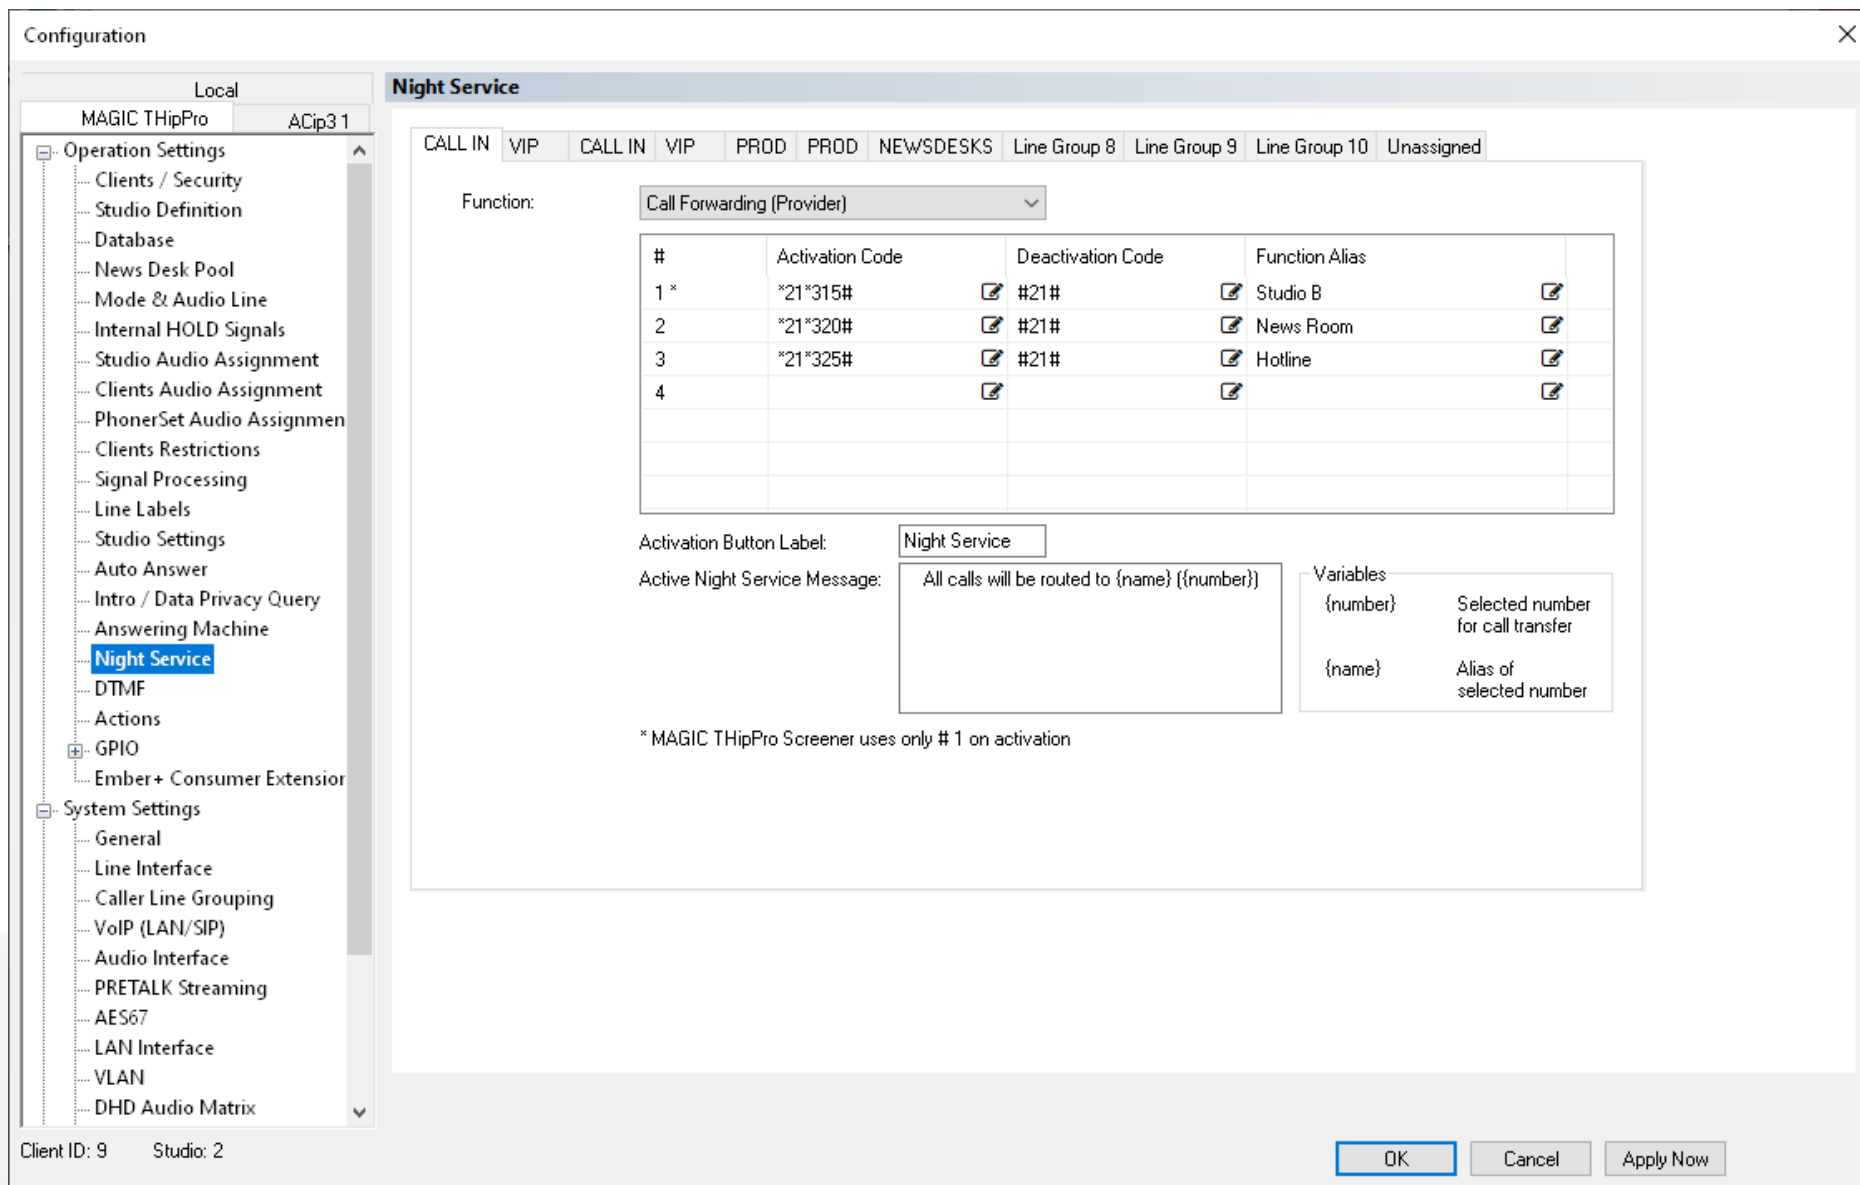 Configuration
Local
MAGIC THipPro
ACip3 1
Operation Settings
Clients / Security
Studio Definition
Database
News Desk Pool
Mode & Audio Line
Internal HOLD Signals
Studio Audio Assignment
Clients Audio Assignment
PhonerSet Audio Assignmen
Clients Restrictions
Signal Processing
Line Labels
Studio Settings
Auto Answer
Intro / Data Privacy Query
Answering Machine
Night Service
DTMF
Actions
GPIO
Ember+ Consumer Extension
System Settings
General
Line Interface
Caller Line Grouping
VoIP (LAN/SIP)
Audio Interface
PRETALK Streaming
AES67
LAN Interface
VLAN
DHD Audio Matrix
Client ID: 9 Studio: 2
Night Service
CALL IN VIP CALL IN VIP PROD PROD NEWSDESKS Line Group 8 Line Group 9 Line Group 10 Unassigned
Function: Call Forwarding (Provider)
# Activation Code Deactivation Code Function Alias
1 * *21*315# #21# Studio B
2 *21*320# #21# News Room
3 *21*325# #21# Hotline
4
Activation Button Label: Night Service
Active Night Service Message: All calls will be routed to {name} ({number})
Variables
{number} Selected number
for call transfer
{name} Alias of
selected number
* MAGIC THipPro Screener uses only # 1 on activation
OK Cancel Apply Now